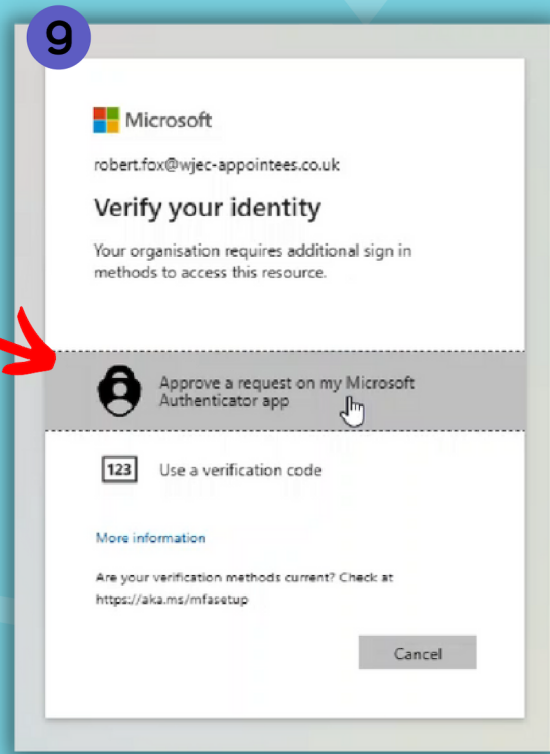 9
Microsoft
robert.fox@wjec-appointees.co.uk
Verify your identity
Your organisation requires additional sign in
methods to access this resource.
Approve a request on my Microsoft
Authenticator app
123
Use a verification code
More information
Are your verification methods current? Check at
https://aka.ms/mfasetup
Cancel